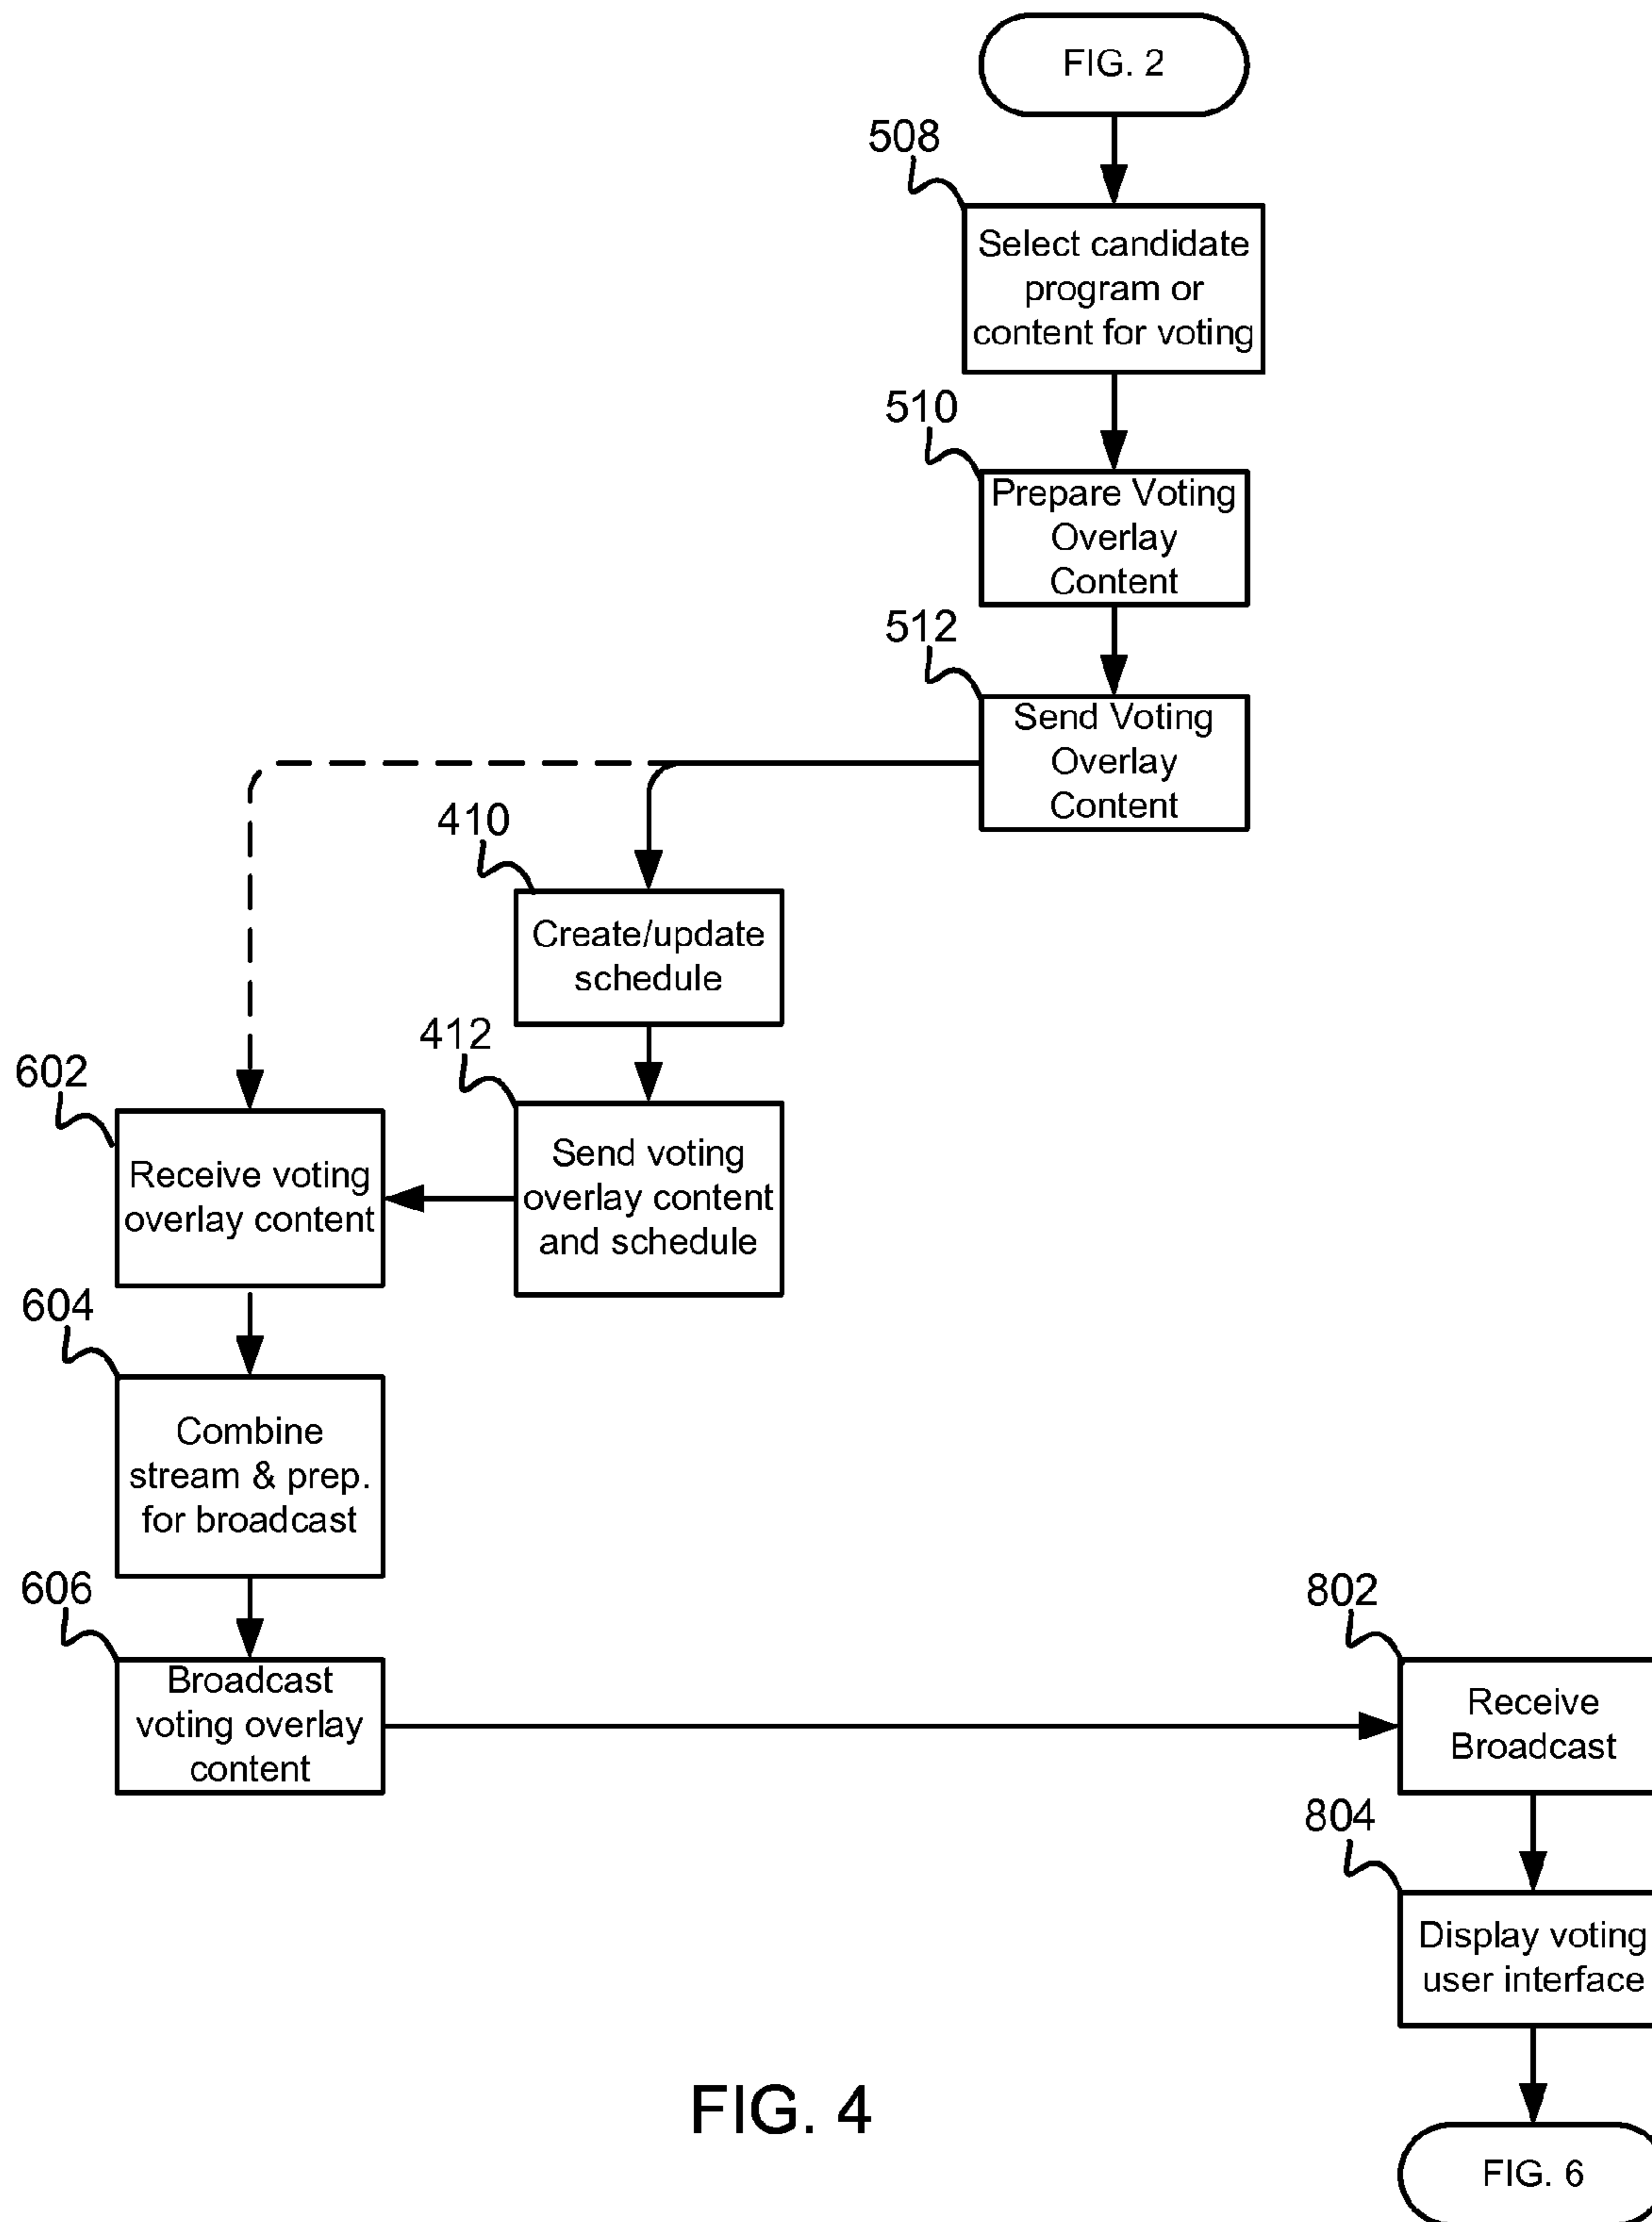 FIG. 2
508
Select candidate
program or
content for voting
510
Prepare Voting
Overlay
Content
512
Send Voting
Overlay
Content
410
Create/update
schedule
412
Send voting
overlay content
and schedule
602
Receive voting
overlay content
604
Combine
stream & prep.
for broadcast
606
Broadcast
voting overlay
content
802
Receive
Broadcast
804
Display voting
user interface
FIG. 6
FIG. 4